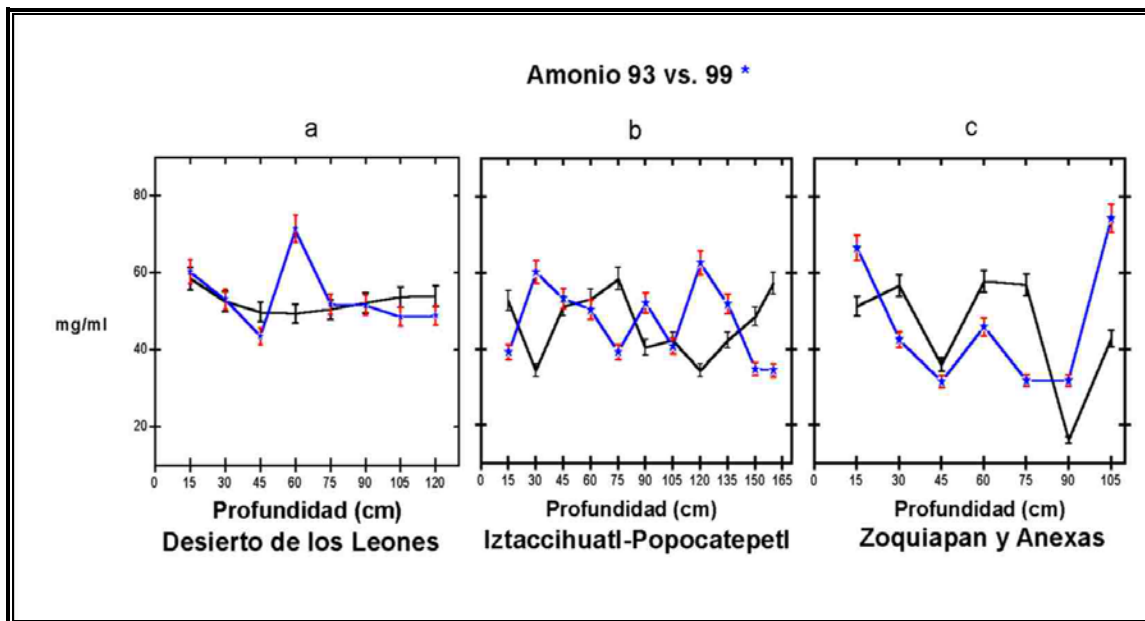 Amonio 93 vs. 99 *
a b c
80
60
mg/ml
40
20
0 15 30 45 60 75 90 105 120
0 15 30 45 60 75 90 105 120 135 150 165
0 15 30 45 60 75 90 105
Profundidad (cm) Profundidad (cm) Profundidad (cm)
Desierto de los Leones Iztaccihuatl-Popocatepetl Zoquiapan y Anexas